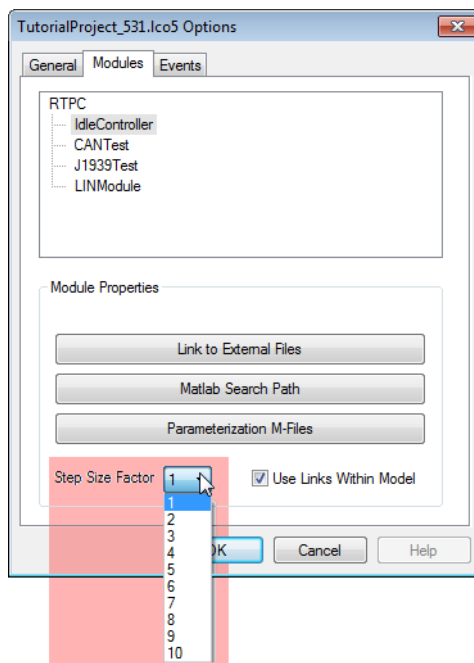 TutorialProject_531.lco5 Options
General Modules Events
RTPC
IdleController
CANTest
J1939Test
LINModule
Module Properties
Link to External Files
Matlab Search Path
Parameterization M-Files
Step Size Factor 1 Use Links Within Model
1
2
3
4
5
6
7
8
9
10
Cancel Help